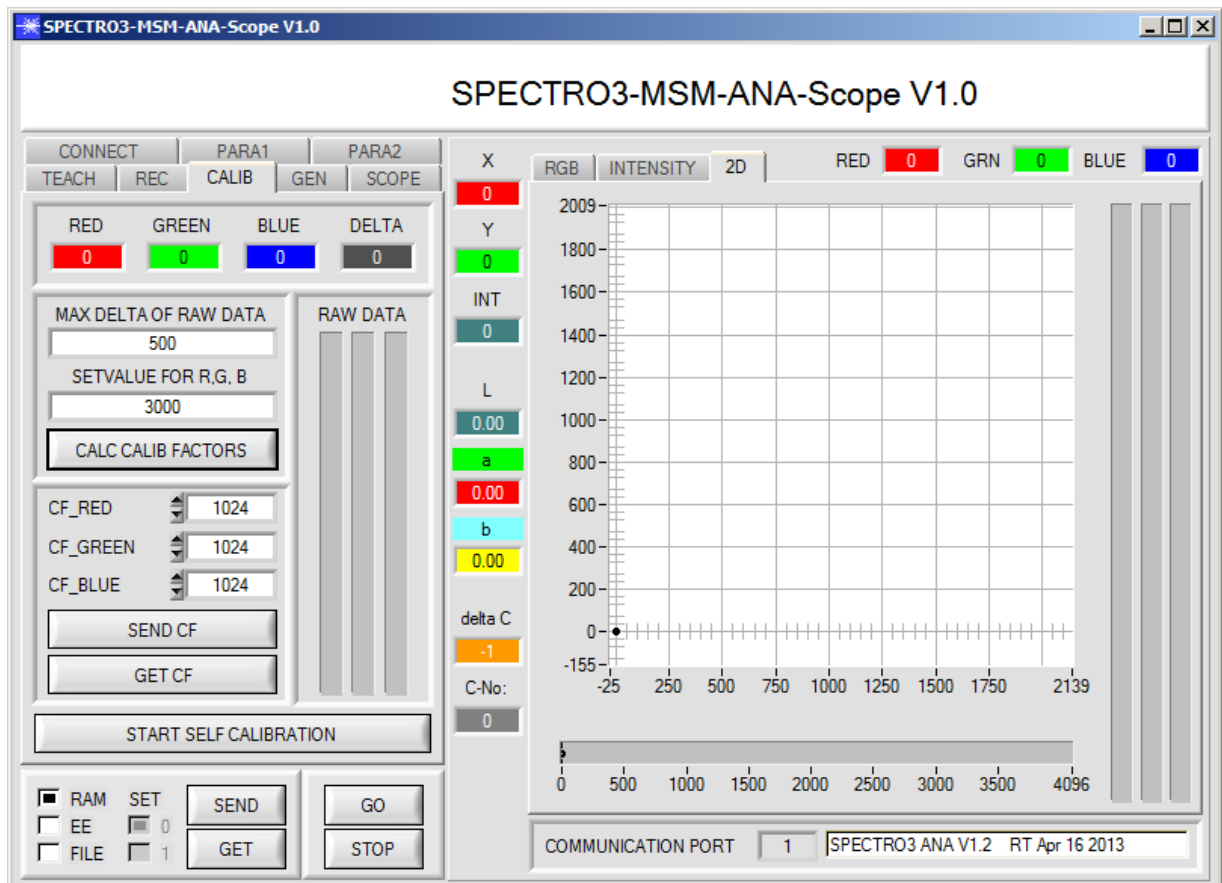 SPECTRO3-MSM-ANA-Scope V1.0
SPECTRO3-MSM-ANA-Scope V1.0
CONNECT PARA1 PARA2
TEACH REC CALIB GEN SCOPE
RED GREEN BLUE DELTA
0 0 0 0
MAX DELTA OF RAW DATA
500
SETVALUE FOR R,G, B
3000
CALC CALIB FACTORS
RAW DATA
CF_RED 1024
CF_GREEN 1024
CF_BLUE 1024
SEND CF
GET CF
START SELF CALIBRATION
RAM SET SEND GO
EE 0
FILE 1 GET STOP
X
0
Y
0
INT
0
L
0.00
a
0.00
b
0.00
delta C
-1
C-No:
0
RGB INTENSITY 2D RED 0 GRN 0 BLUE 0
2009
1800
1600
1400
1200
1000
800
600
400
200
0
-155
-25 250 500 750 1000 1250 1500 1750 2139
0 500 1000 1500 2000 2500 3000 3500 4096
COMMUNICATION PORT 1 SPECTRO3 ANA V1.2 RT Apr 16 2013